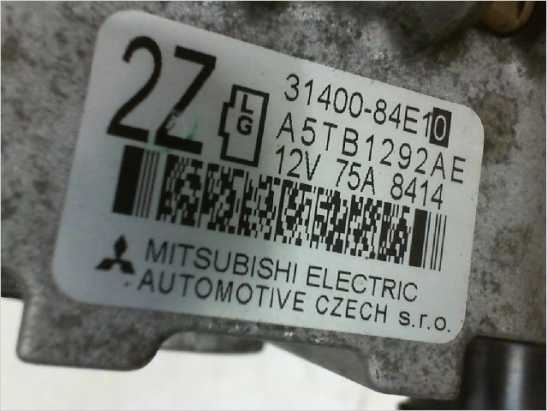 2Z
LG
31400-84E10
A5TB1292AE
12V 75A 8414
MITSUBISHI ELECTRIC
AUTOMOTIVE CZECH s.r.o.